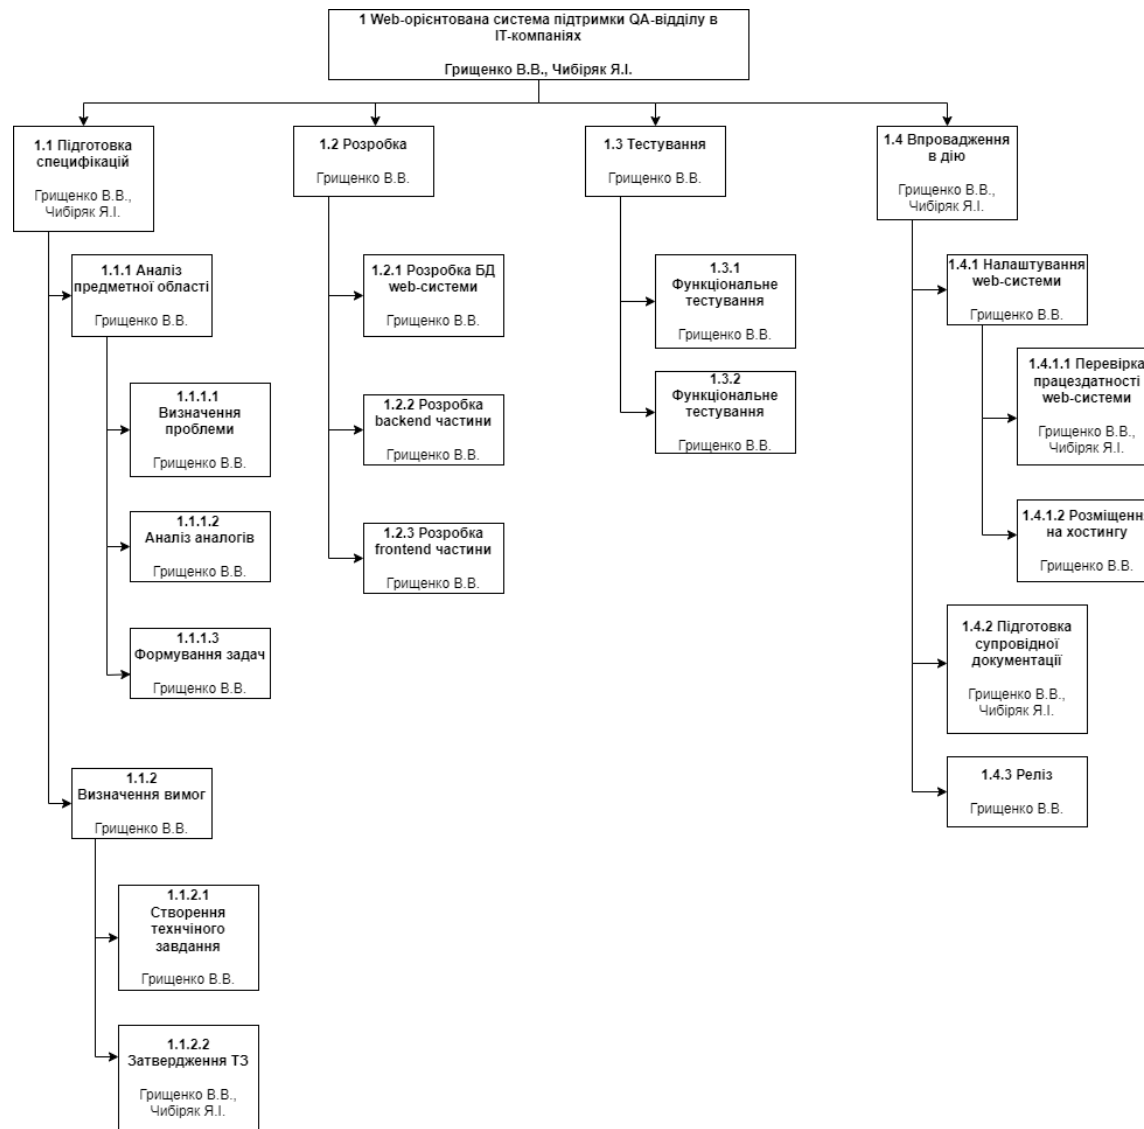 1 Web-орієнтована система підтримки QA-відділу в
ІТ-компаніях
Грищенко В.В., Чибіряк Я.І.
1.1 Підготовка
специфікацій
Грищенко В.В.,
Чибіряк Я.І.
1.1.1 Аналіз
предметної області
Грищенко В.В.
1.1.1.1
Визначення
проблеми
Грищенко В.В.
1.1.1.2
Аналіз аналогів
Грищенко В.В.
1.1.1.3
Формування задач
Грищенко В.В.
1.1.2
Визначення вимог
Грищенко В.В.
1.1.2.1
Створення
технчіного
завдання
Грищенко В.В.
1.1.2.2
Затвердження ТЗ
Грищенко В.В.,
Чибіряк Я.І.
1.2 Розробка
Грищенко В.В.
1.2.1 Розробка БД
web-системи
Грищенко В.В.
1.2.2 Розробка
backend частини
Грищенко В.В.
1.2.3 Розробка
frontend частини
Грищенко В.В.
1.3 Тестування
Грищенко В.В.
1.3.1
Функціональне
тестування
Грищенко В.В.
1.3.2
Функціональне
тестування
Грищенко В.В.
1.4 Впровадження
в дію
Грищенко В.В.,
Чибіряк Я.І.
1.4.1 Налаштування
web-системи
Грищенко В.В.
1.4.1.1 Перевірка
працездатності
web-системи
Грищенко В.В.,
Чибіряк Я.І.
1.4.1.2 Розміщення
на хостингу
Грищенко В.В.
1.4.2 Підготовка
супровідної
документації
Грищенко В.В.,
Чибіряк Я.І.
1.4.3 Реліз
Грищенко В.В.